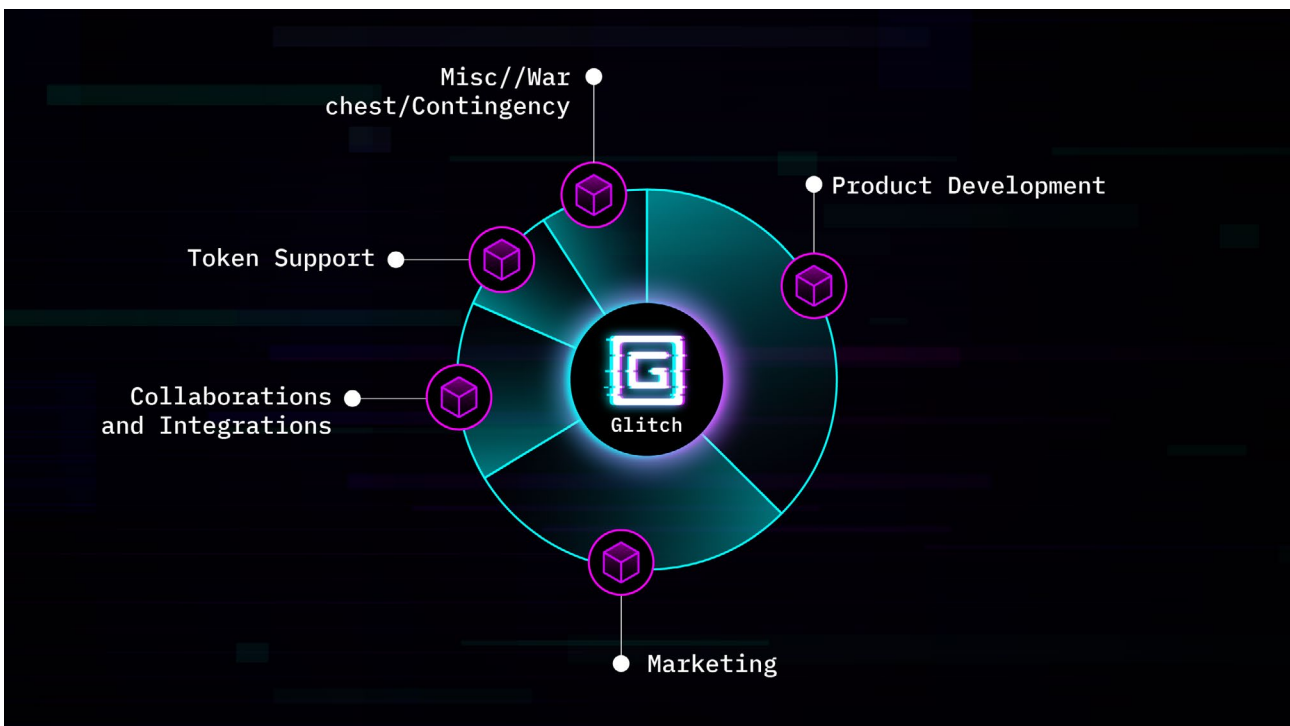 Misc//War
chest/Contingency
Product Development
Token Support
Collaborations
and Integrations
G
Glitch
Marketing